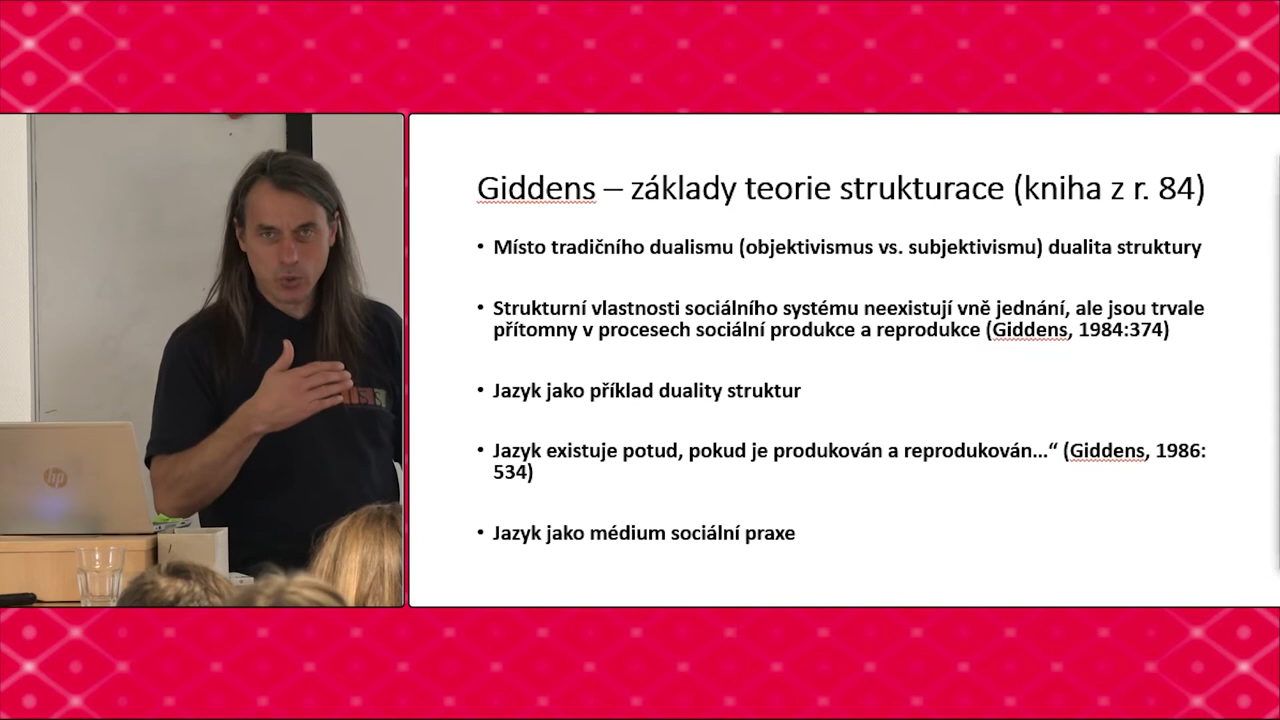 Giddens – základy teorie strukturace (kniha z r. 84)
• Místo tradičního dualismu (objektivismus vs. subjektivismu) dualita struktury
• Strukturní vlastnosti sociálního systému neexistují vně jednání, ale jsou trvale
přítomny v procesech sociální produkce a reprodukce (Giddens, 1984:374)
• Jazyk jako příklad duality struktur
• Jazyk existuje potud, pokud je produkován a reprodukován...“ (Giddens, 1986:
534)
• Jazyk jako médium sociální praxe
hp